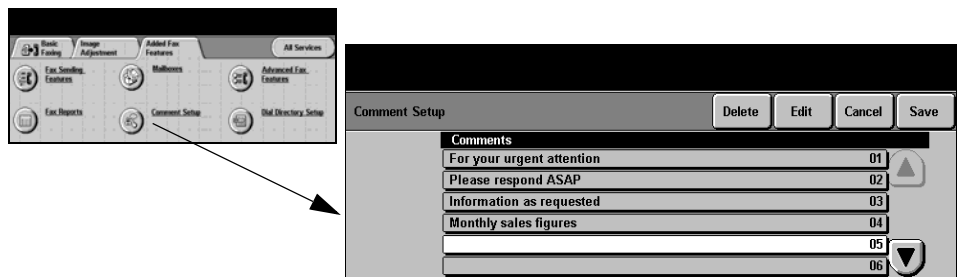 Basic Faxing
Image Adjustment
Added Fax Features
All Services
Fax Sending Features
Mailboxes
Advanced Fax Features
Fax Reports
Comment Setup
Dial Directory Setup
Comment Setup
Delete
Edit
Cancel
Save
Comments
For your urgent attention 01
Please respond ASAP 02
Information as requested 03
Monthly sales figures 04
05
06